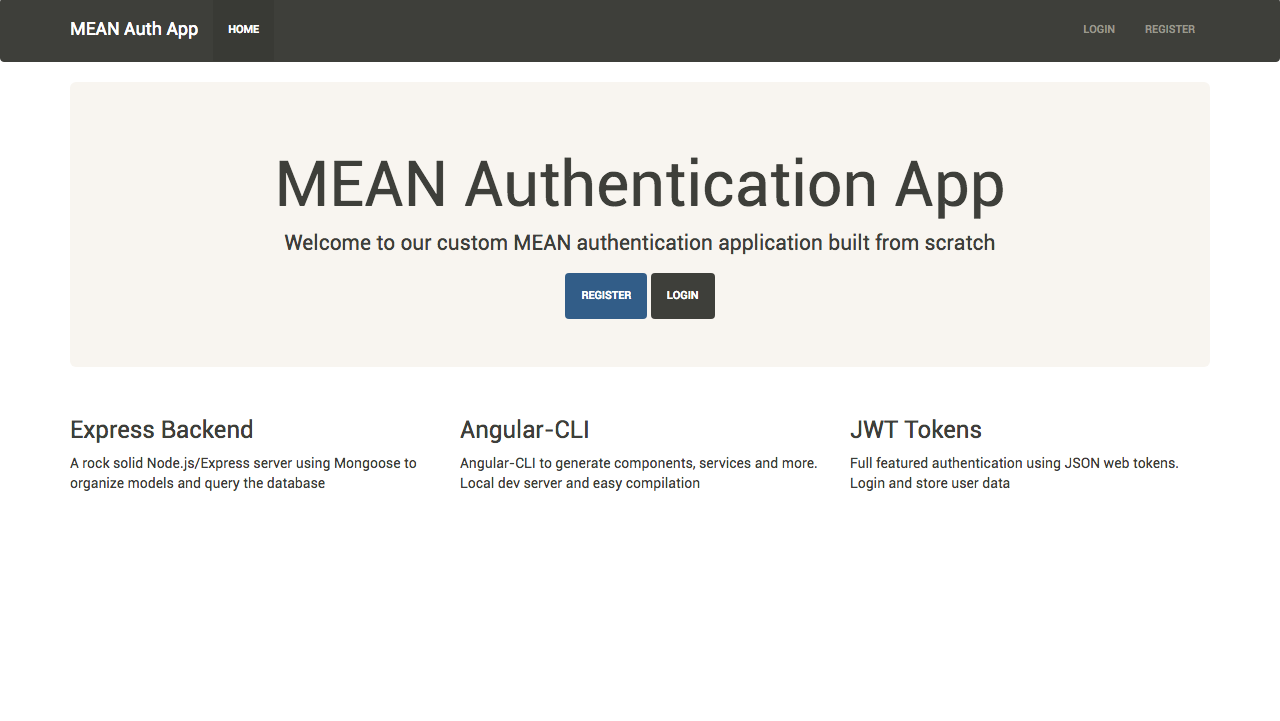 MEAN Auth App HOME LOGIN REGISTER
MEAN Authentication App
Welcome to our custom MEAN authentication application built from scratch
REGISTER LOGIN
Express Backend
A rock solid Node.js/Express server using Mongoose to
organize models and query the database
Angular-CLI
Angular-CLI to generate components, services and more.
Local dev server and easy compilation
JWT Tokens
Full featured authentication using JSON web tokens.
Login and store user data